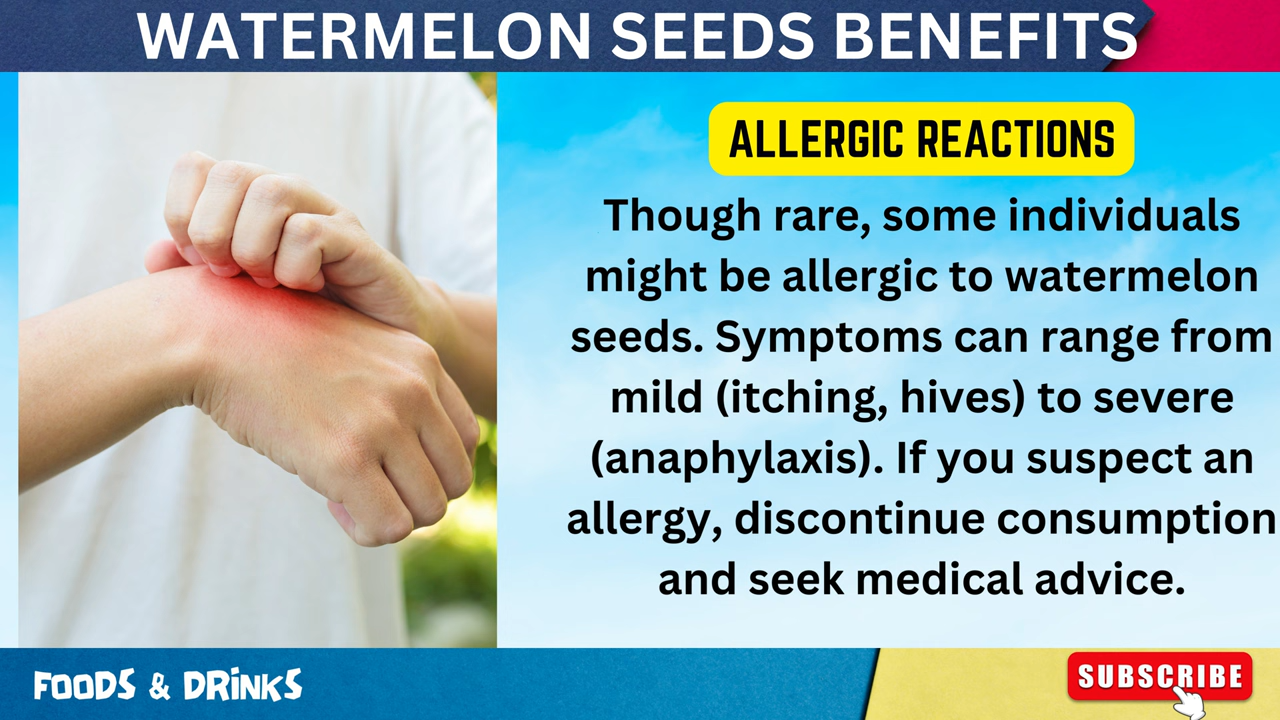 WATERMELON SEEDS BENEFITS
ALLERGIC REACTIONS
Though rare, some individuals
might be allergic to watermelon
seeds. Symptoms can range from
mild (itching, hives) to severe
(anaphylaxis). If you suspect an
allergy, discontinue consumption
and seek medical advice.
FOODS & DRiNKS
SUBSCRIBE